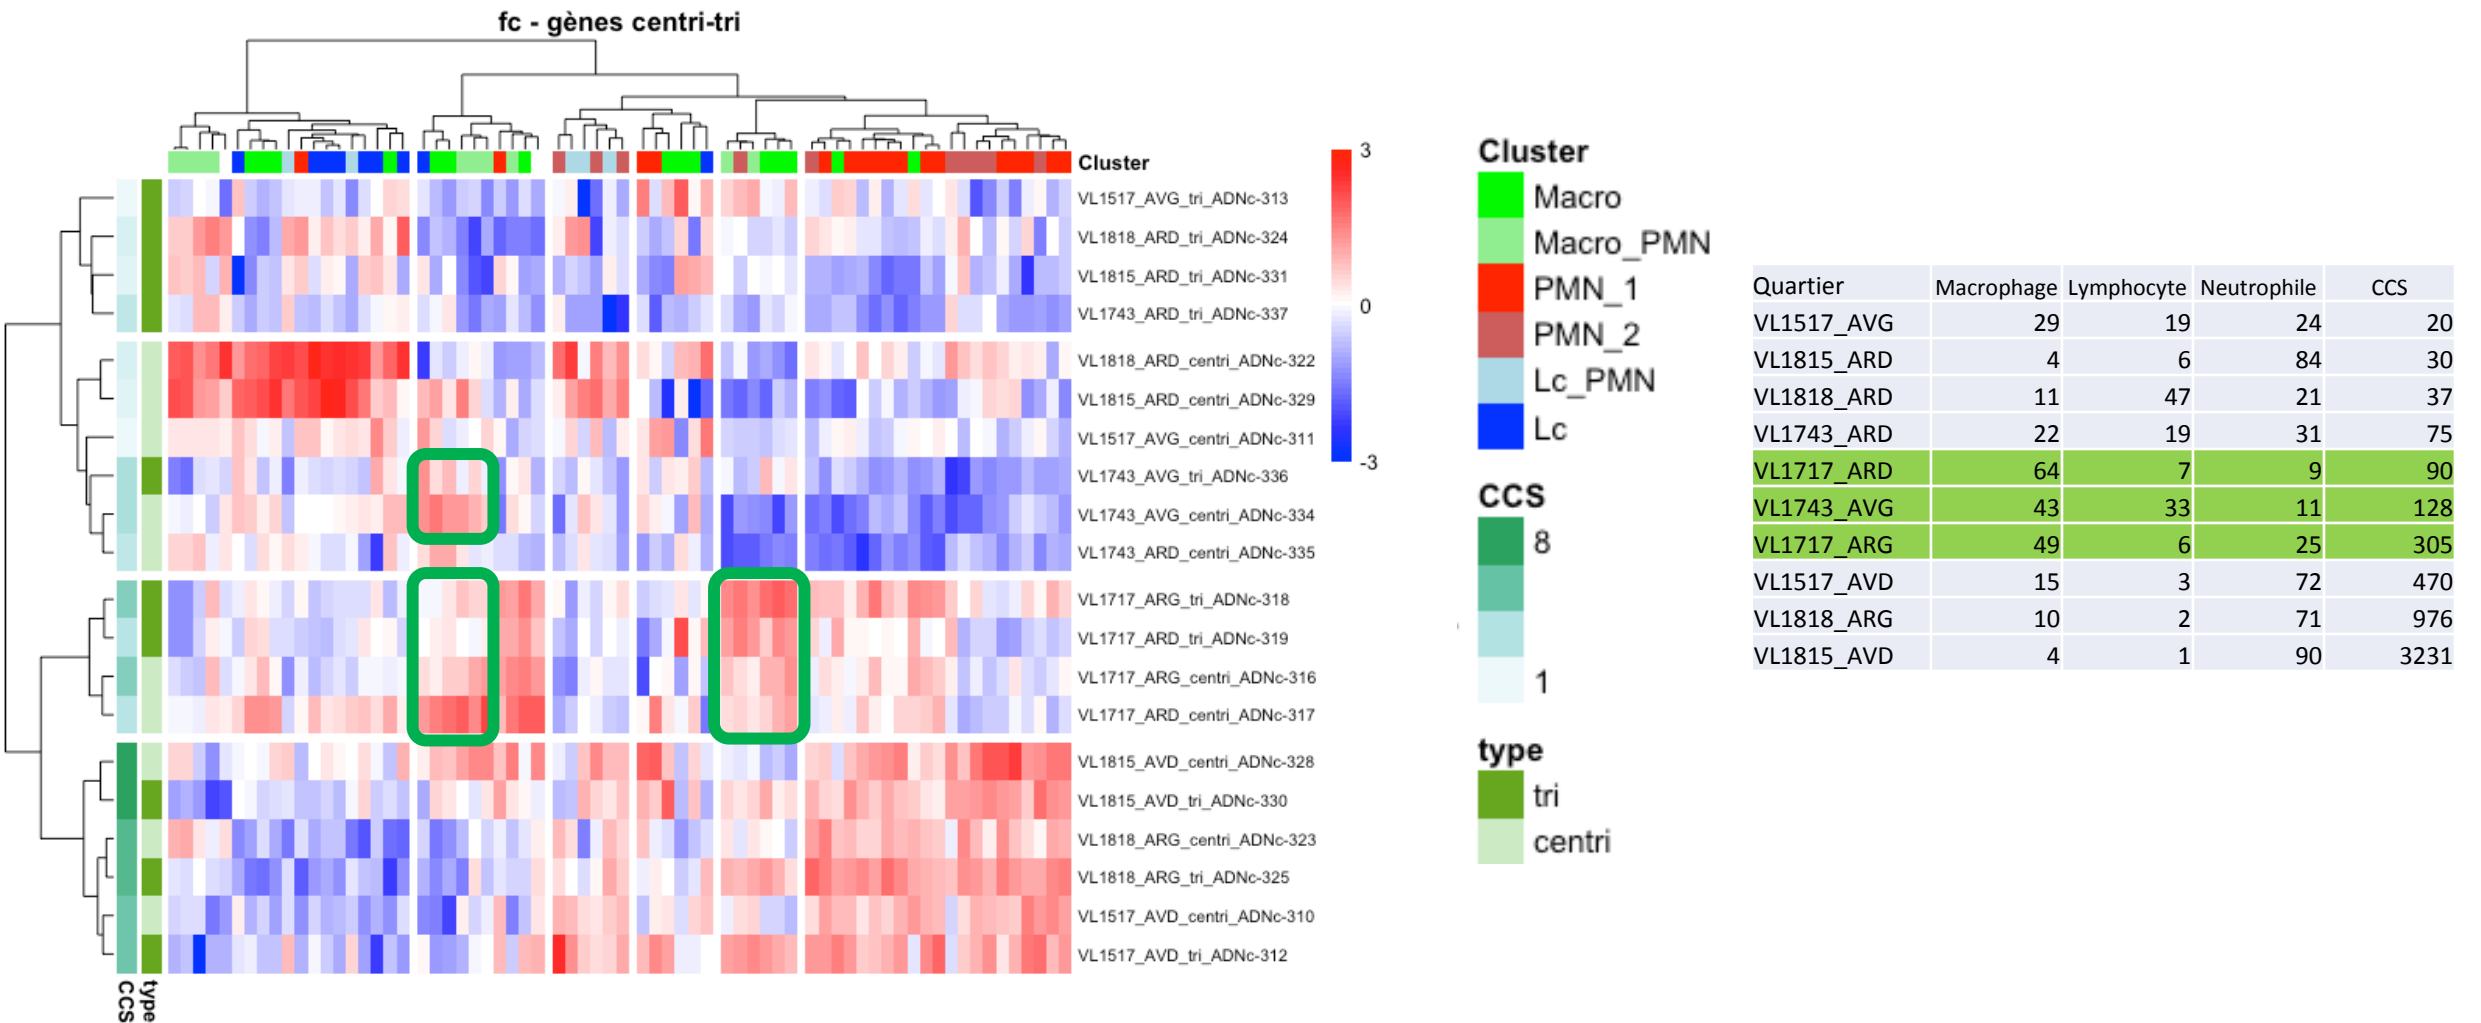 fc - gènes centri-tri
Cluster
VL1517_AVG_tri_ADNc-313
VL1818_ARD_tri_ADNc-324
VL1815_ARD_tri_ADNc-331
VL1743_ARD_tri_ADNc-337
VL1818_ARD_centri_ADNc-322
VL1815_ARD_centri_ADNc-329
VL1517_AVG_centri_ADNc-311
VL1743_AVG_tri_ADNc-336
VL1743_AVG_centri_ADNc-334
VL1743_ARD_centri_ADNc-335
VL1717_ARG_tri_ADNc-318
VL1717_ARD_tri_ADNc-319
VL1717_ARG_centri_ADNc-316
VL1717_ARD_centri_ADNc-317
VL1815_AVD_centri_ADNc-328
VL1815_AVD_tri_ADNc-330
VL1818_ARG_centri_ADNc-323
VL1818_ARG_tri_ADNc-325
VL1517_AVD_centri_ADNc-310
VL1517_AVD_tri_ADNc-312
CCS
type
3
0
-3
Cluster
Macro
Macro_PMN
PMN_1
PMN_2
Lc_PMN
Lc
CCS
8
1
type
tri
centri
Quartier Macrophage Lymphocyte Neutrophile CCS
VL1517_AVG 29 19 24 20
VL1815_ARD 4 6 84 30
VL1818_ARD 11 47 21 37
VL1743_ARD 22 19 31 75
VL1717_ARD 64 7 9 90
VL1743_AVG 43 33 11 128
VL1717_ARG 49 6 25 305
VL1517_AVD 15 3 72 470
VL1818_ARG 10 2 71 976
VL1815_AVD 4 1 90 3231